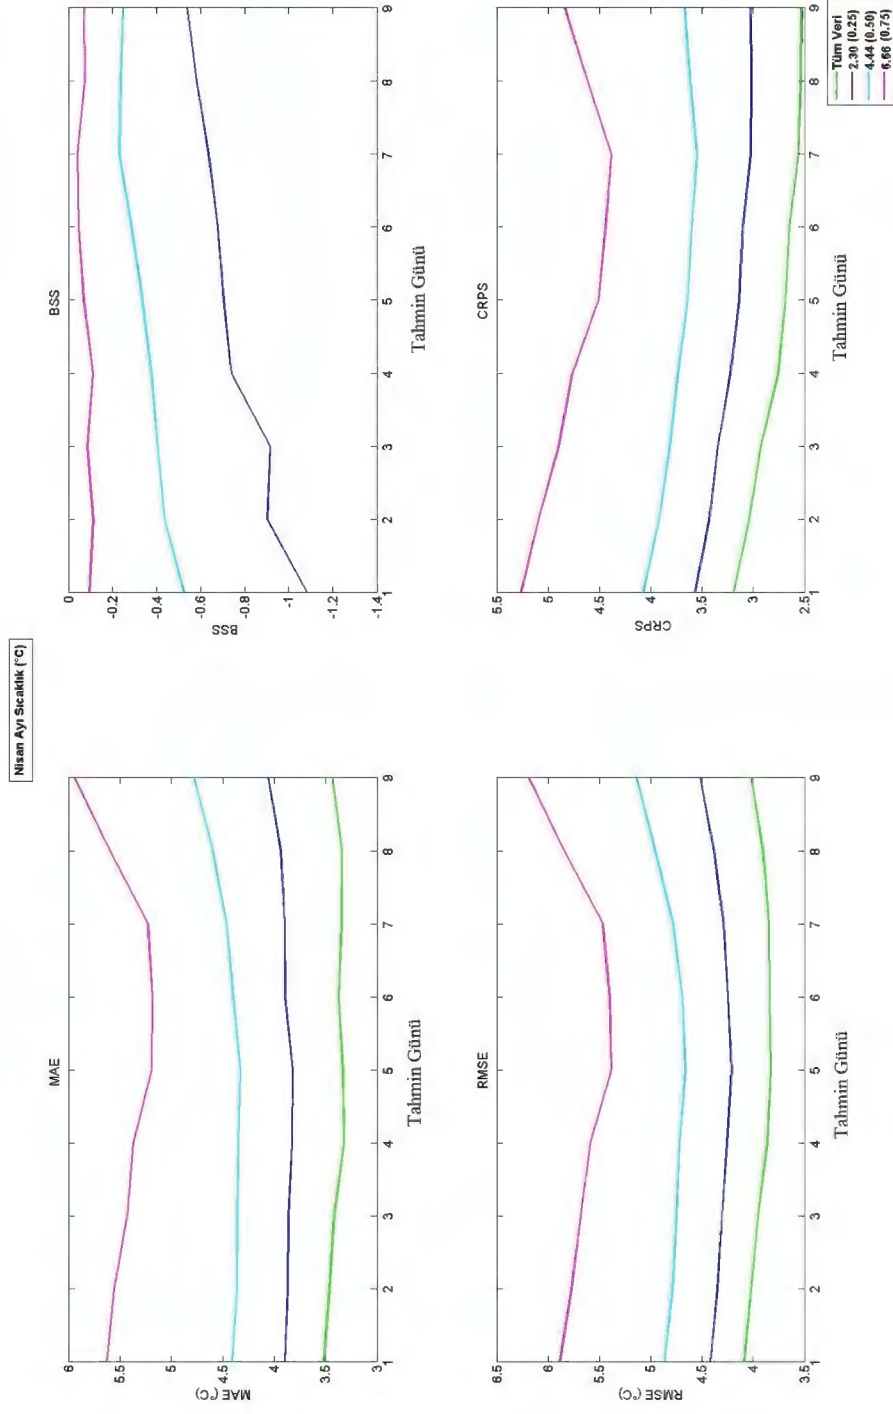 Nisan Ayı Sıcaklık (°C)
MAE
MAE (°C)
6
5.5
5
4.5
4
3.5
3
1 2 3 4 5 6 7 8 9
Tahmin Günü
BSS
BSS
0
-0.2
-0.4
-0.6
-0.8
-1
-1.2
-1.4
1 2 3 4 5 6 7 8 9
Tahmin Günü
RMSE
RMSE (°C)
6.5
6
5.5
5
4.5
4
3.5
1 2 3 4 5 6 7 8 9
Tahmin Günü
CRPS
CRPS
5.5
5
4.5
4
3.5
3
2.5
1 2 3 4 5 6 7 8 9
Tahmin Günü
Tüm Veri
2.30 (0.25)
4.44 (0.50)
6.66 (0.75)